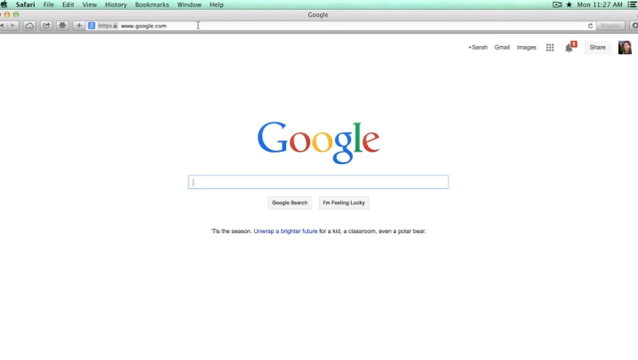 Safari File Edit View History Bookmarks Window Help Mon 11:27 AM
Google
https www.google.com Reader
+Sarah Gmail Images 3 Share
Google
Google Search I'm Feeling Lucky
'Tis the season. Unwrap a brighter future for a kid, a classroom, even a polar bear.